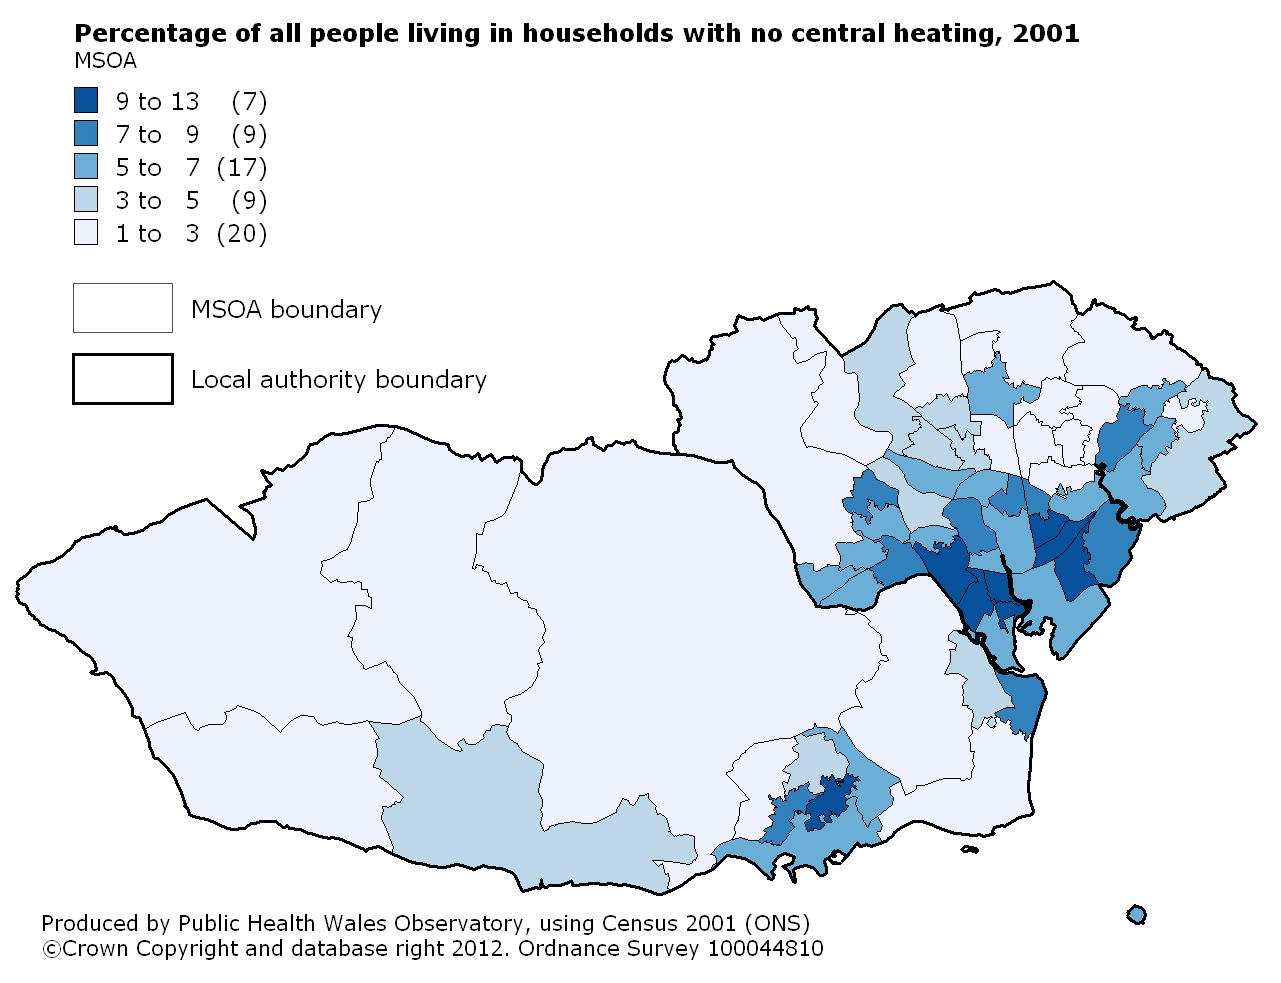 Percentage of all people living in households with no central heating, 2001
MSOA
9 to 13 (7)
7 to 9 (9)
5 to 7 (17)
3 to 5 (9)
1 to 3 (20)
MSOA boundary
Local authority boundary
Produced by Public Health Wales Observatory, using Census 2001 (ONS)
©Crown Copyright and database right 2012. Ordnance Survey 100044810